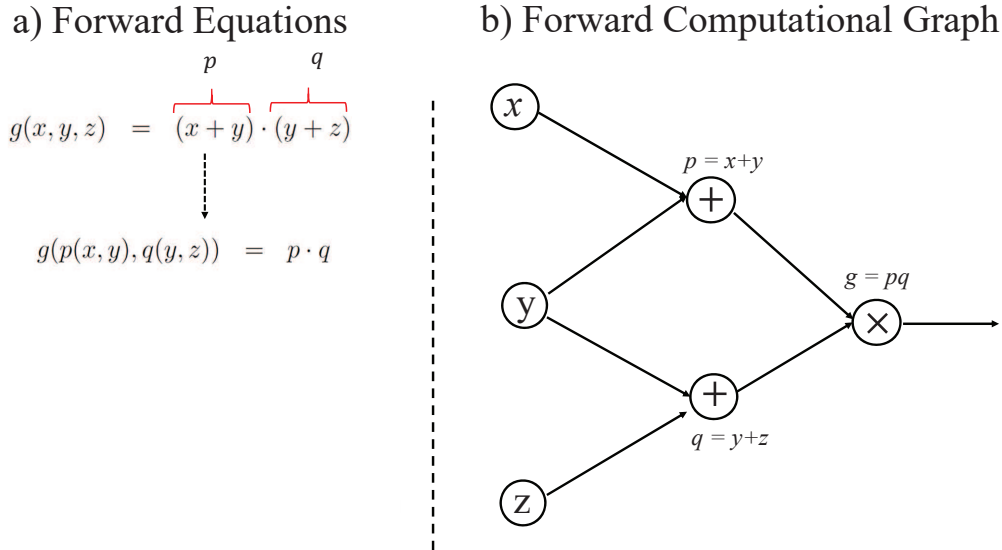 a) Forward Equations
p
q
g(x, y, z) = (x + y) · (y + z)
g(p(x, y), q(y, z)) = p · q
b) Forward Computational Graph
x
p = x+y
+
y
g = pq
×
+
q = y+z
z